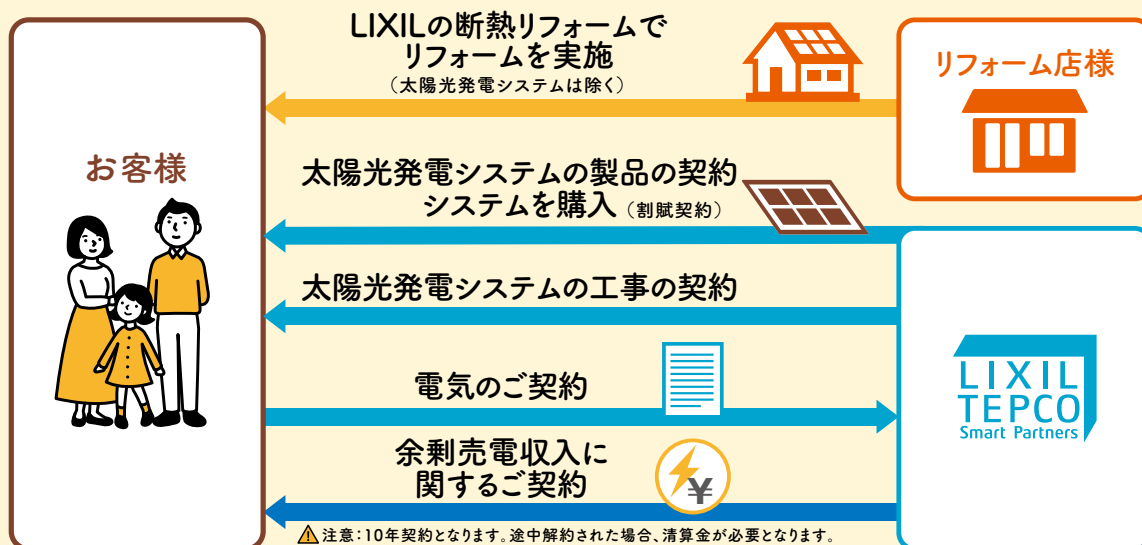 LIXILの断熱リフォームで
リフォームを実施
（太陽光発電システムは除く）
リフォーム店様
お客様
太陽光発電システムの製品の契約
システムを購入（割賦契約）
太陽光発電システムの工事の契約
電気のご契約
LIXIL
TEPCO
Smart Partners
余剰売電収入に
関するご契約
¥
注意：10年契約となります。途中解約された場合、清算金が必要となります。